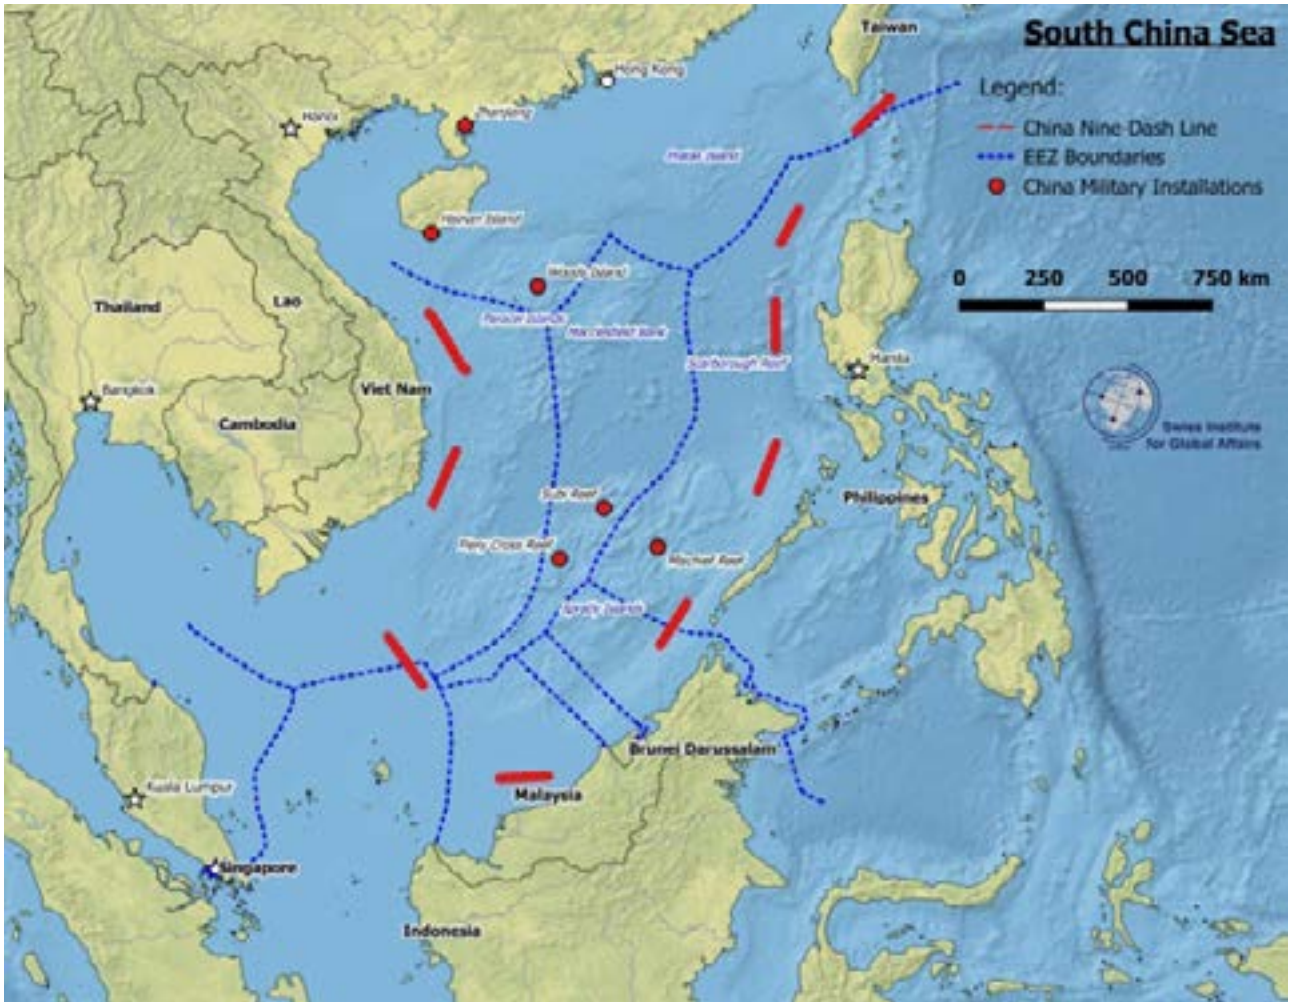 Taiwan
South China Sea
Legend:
China Nine Dash Line
EEZ Boundaries
China Military Installations
Hong Kong
Hanoi
Zhanjiang
Pratas Island
Hainan Island
Woody Island
0 250 500 750 km
Thailand
Lao
Paracel Islands
Macclesfield Bank
Scarborough Reef
Manila
Bangkok
Viet Nam
Cambodia
Swiss Institute
for Global Affairs
Subi Reef
Philippines
Fiery Cross Reef
Mischief Reef
Spratly Islands
Brunei Darussalam
Kuala Lumpur
Malaysia
Singapore
Indonesia